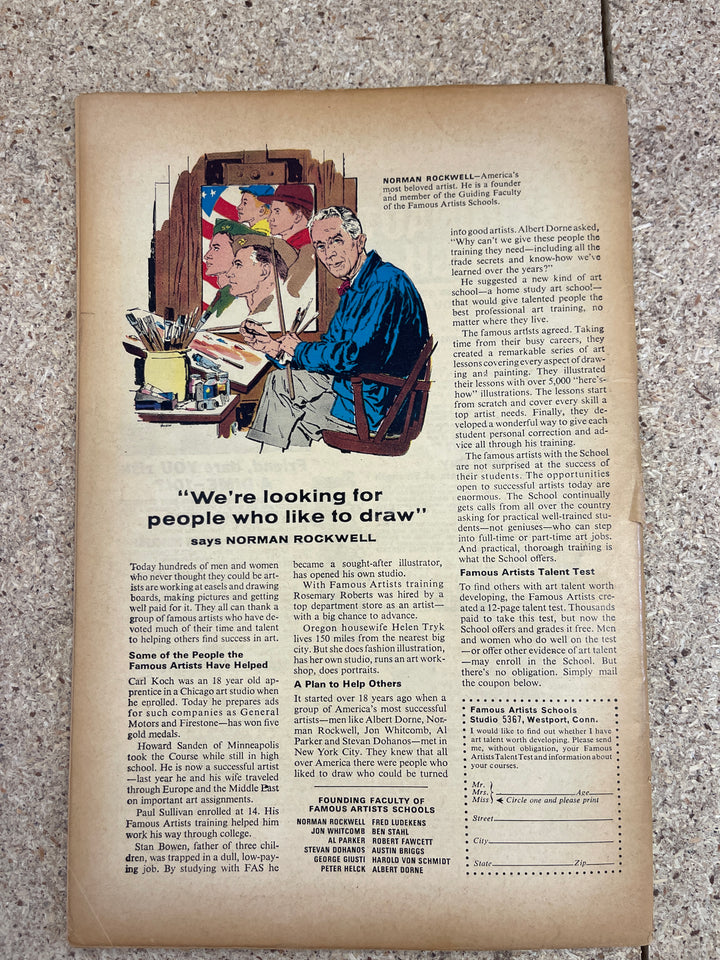 NORMAN ROCKWELL—America's
most beloved artist. He is a founder
and member of the Guiding Faculty
of the Famous Artists Schools.
"We're looking for
people who like to draw"
says NORMAN ROCKWELL
Today hundreds of men and women
who never thought they could be art-
ists are working at easels and drawing
boards, making pictures and getting
well paid for it. They all can thank a
group of famous artists who have de-
voted much of their time and talent
to helping others find success in art.
Some of the People the
Famous Artists Have Helped
Carl Koch was an 18 year old ap-
prentice in a Chicago art studio when
he enrolled. Today he prepares ads
for such companies as General
Motors and Firestone—has won five
gold medals.
Howard Sanden of Minneapolis
took the Course while still in high
school. He is now a successful artist
—last year he and his wife traveled
through Europe and the Middle East
on important art assignments.
Paul Sullivan enrolled at 14. His
Famous Artists training helped him
work his way through college.
Stan Bowen, father of three chil-
dren, was trapped in a dull, low-pay-
ing job. By studying with FAS he
became a sought-after illustrator,
has opened his own studio.
With Famous Artists training
Rosemary Roberts was hired by a
top department store as an artist—
with a big chance to advance.
Oregon housewife Helen Tryk
lives 150 miles from the nearest big
city. But she does fashion illustration,
has her own studio, runs an art work-
shop, does portraits.
A Plan to Help Others
It started over 18 years ago when a
group of America's most successful
artists—men like Albert Dorne, Nor-
man Rockwell, Jon Whitcomb, Al
Parker and Stevan Dohanos—met in
New York City. They knew that all
over America there were people who
liked to draw who could be turned
FOUNDING FACULTY OF
FAMOUS ARTISTS SCHOOLS
NORMAN ROCKWELL FRED LUDEKENS
JON WHITCOMB BEN STAHL
AL PARKER ROBERT FAWCETT
STEVAN DOHANOS AUSTIN BRIGGS
GEORGE GIUSTI HAROLD VON SCHMIDT
PETER HELCK ALBERT DORNE
into good artists. Albert Dorne asked,
"Why can't we give these people the
training they need—including all the
trade secrets and know-how we've
learned over the years?"
He suggested a new kind of art
school—a home study art school—
that would give talented people the
best professional art training, no
matter where they live.
The famous artists agreed. Taking
time from their busy careers, they
created a remarkable series of art
lessons covering every aspect of draw-
ing and painting. They illustrated
their lessons with over 5,000 "here's-
how" illustrations. The lessons start
from scratch and cover every skill a
top artist needs. Finally, they de-
veloped a wonderful way to give each
student personal correction and ad-
vice all through his training.
The famous artists with the School
are not surprised at the success of
their students. The opportunities
open to successful artists today are
enormous. The School continually
gets calls from all over the country
asking for practical well-trained stu-
dents—not geniuses—who can step
into full-time or part-time art jobs.
And practical, thorough training is
what the School offers.
Famous Artists Talent Test
To find others with art talent worth
developing, the Famous Artists cre-
ated a 12-page talent test. Thousands
paid to take this test, but now the
School offers and grades it free. Men
and women who do well on the test
—or offer other evidence of art talent
—may enroll in the School. But
there's no obligation. Simply mail
the coupon below.
Famous Artists Schools
Studio 5367, Westport, Conn.
I would like to find out whether I have
art talent worth developing. Please send
me, without obligation, your Famous
Artists Talent Test and information about
your courses.
Mr.
Mrs. Age
Miss Circle one and please print
Street
City
State Zip